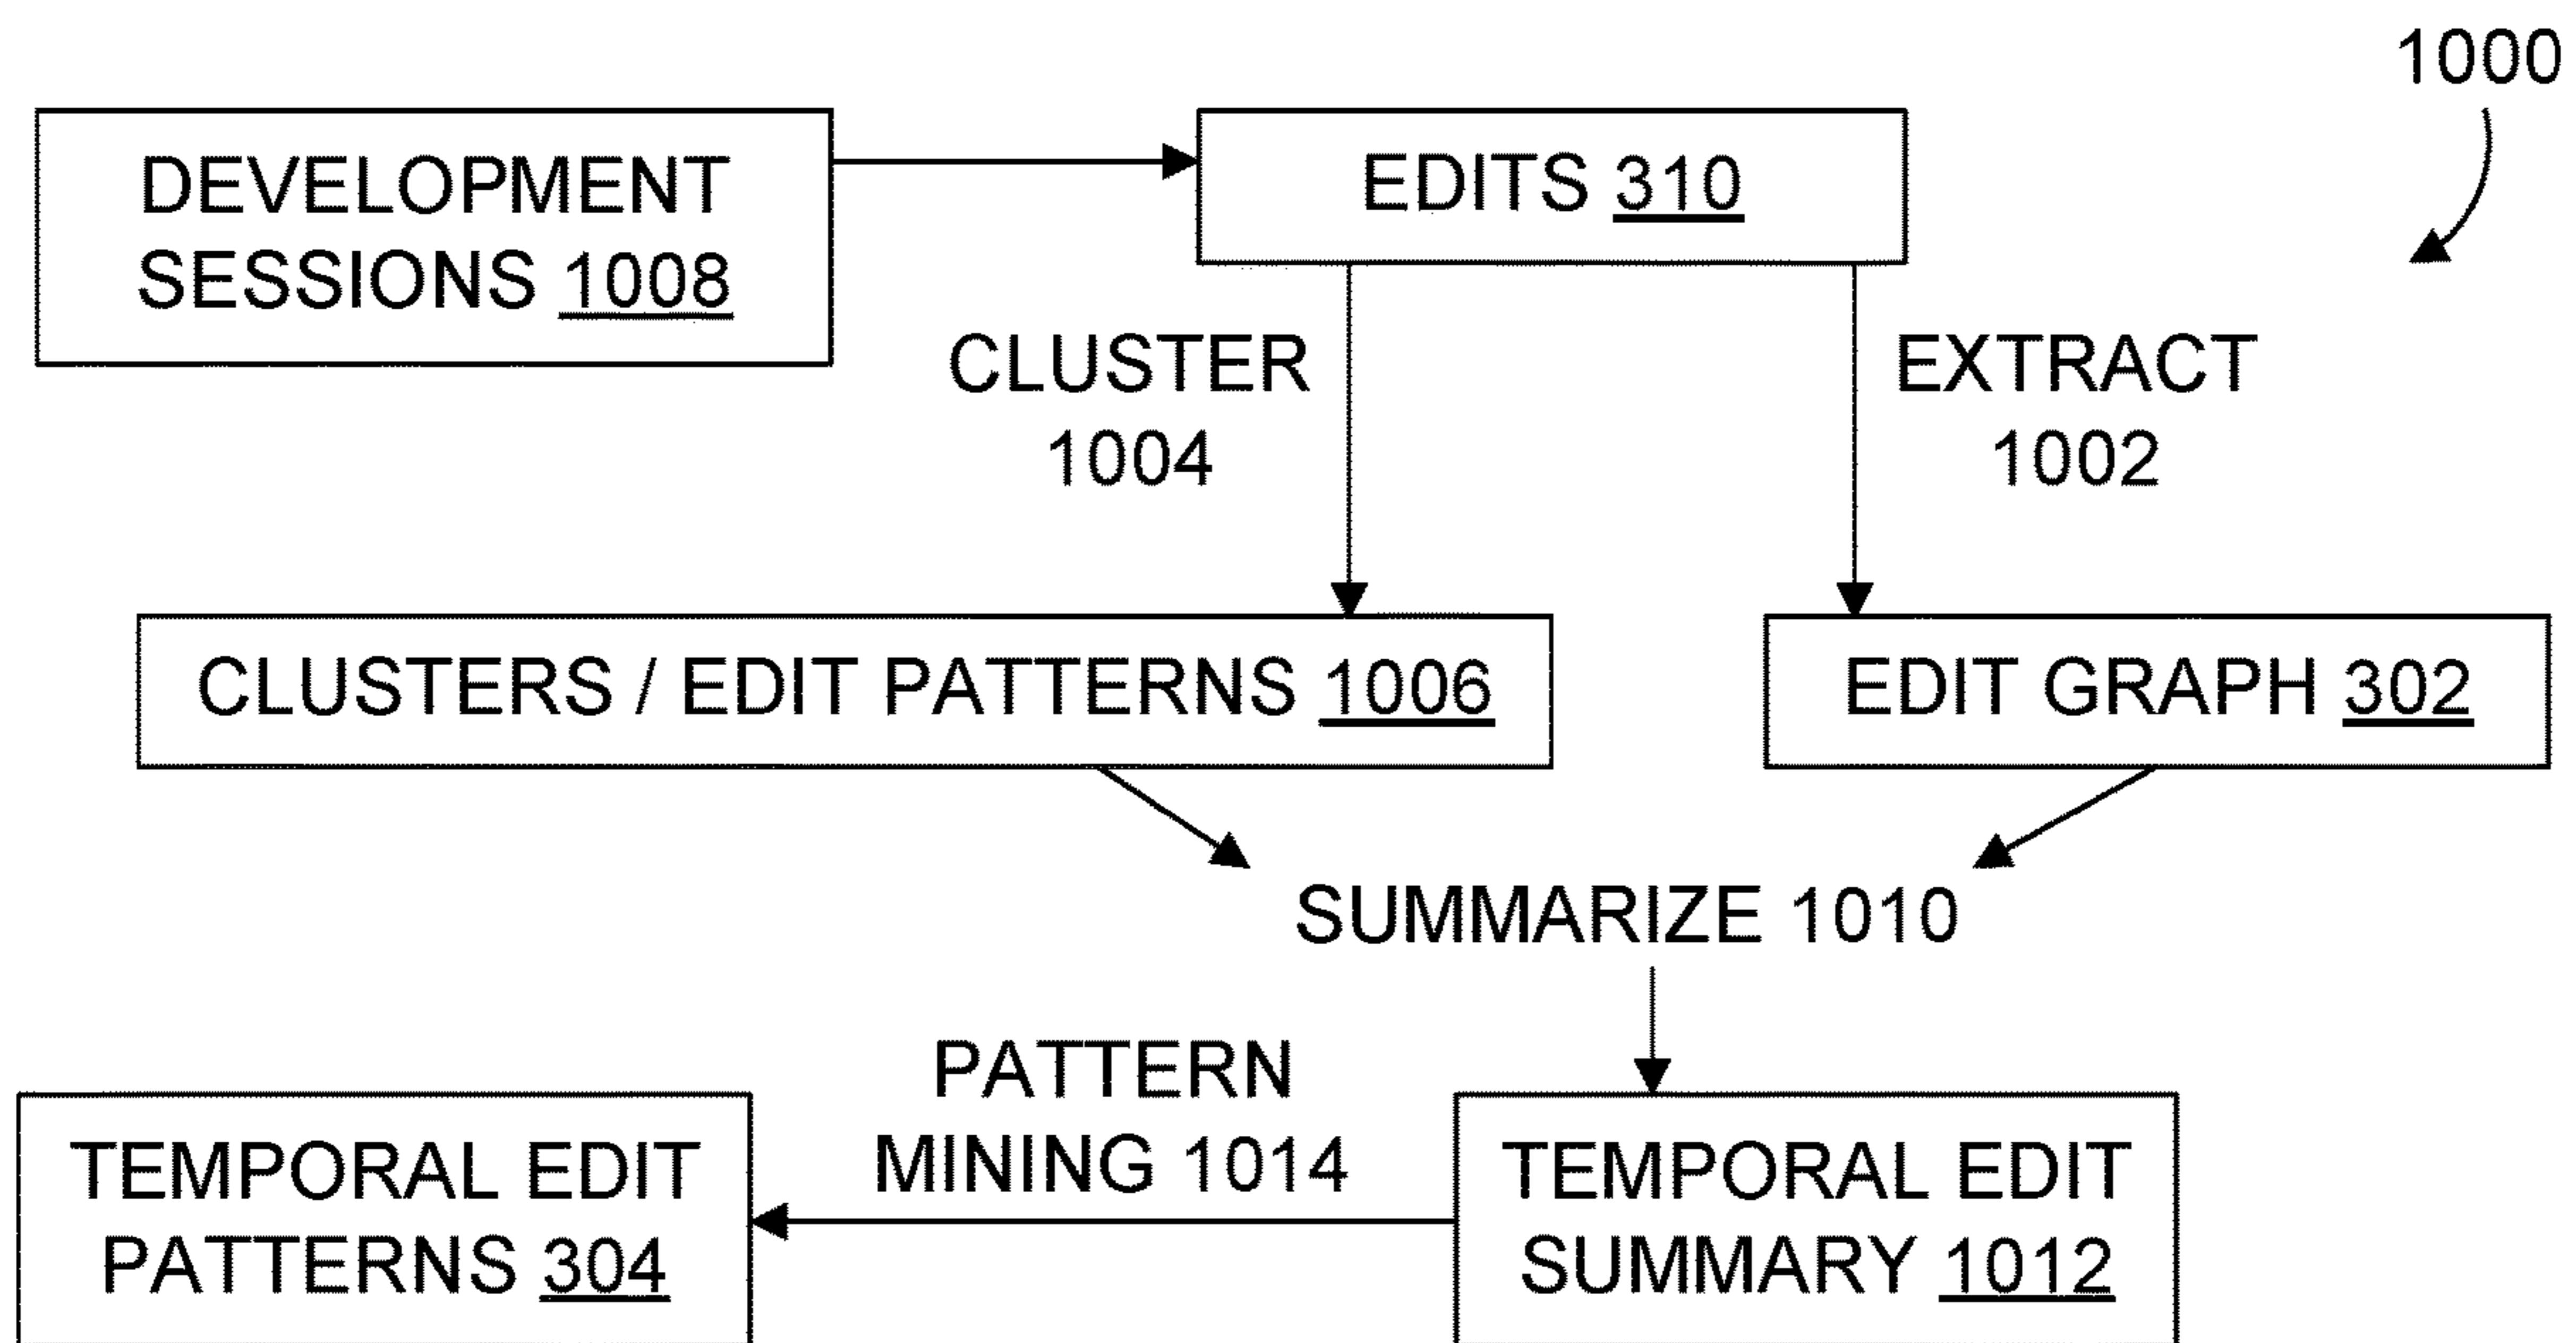 1000
DEVELOPMENT
SESSIONS 1008
EDITS 310
CLUSTER
1004
EXTRACT
1002
CLUSTERS / EDIT PATTERNS 1006
EDIT GRAPH 302
SUMMARIZE 1010
PATTERN
MINING 1014
TEMPORAL EDIT
PATTERNS 304
TEMPORAL EDIT
SUMMARY 1012